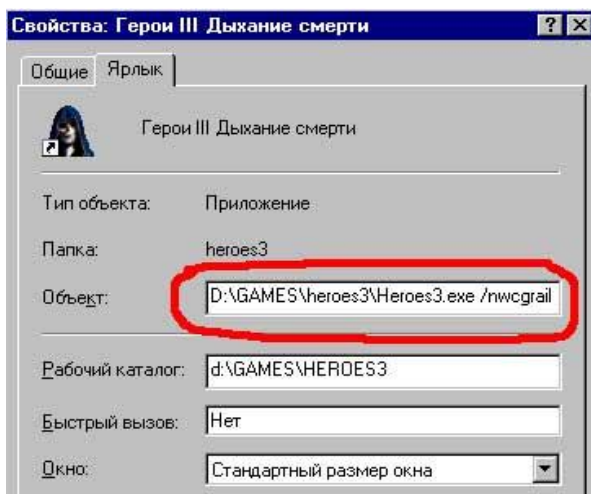 Свойства: Герои III Дыхание смерти ? ×
Общие Ярлык
Герои III Дыхание смерти
Тип объекта: Приложение
Папка: heroes3
Объект: D:\GAMES\heroes3\Heroes3.exe /nwcgrail
Рабочий каталог: d:\GAMES\HEROES3
Быстрый вызов: Нет
Окно: Стандартный размер окна